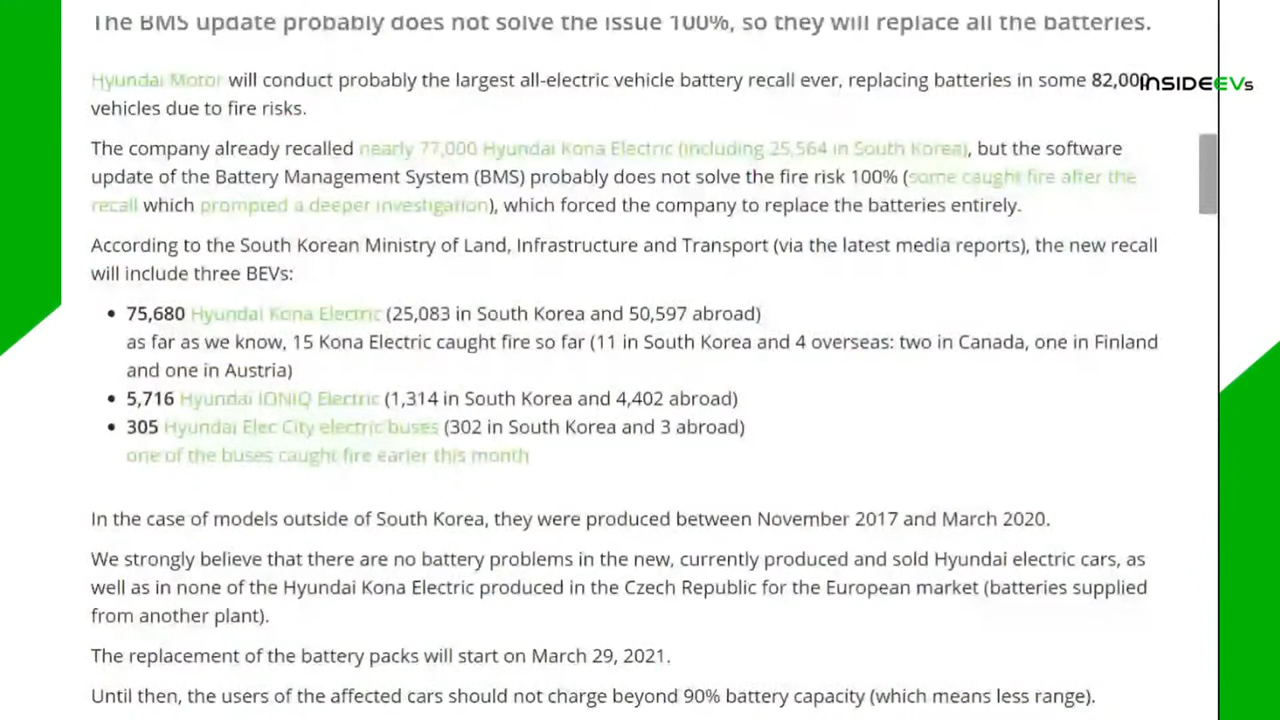 The BMS update probably does not solve the issue 100%, so they will replace all the batteries.
Hyundai Motor will conduct probably the largest all-electric vehicle battery recall ever, replacing batteries in some 82,000
INSIDEEVs
vehicles due to fire risks.
The company already recalled nearly 77,000 Hyundai Kona Electric (including 25,564 in South Korea), but the software
update of the Battery Management System (BMS) probably does not solve the fire risk 100% (some caught fire after the
recall which prompted a deeper investigation), which forced the company to replace the batteries entirely.
According to the South Korean Ministry of Land, Infrastructure and Transport (via the latest media reports), the new recall
will include three BEVs:
• 75,680 Hyundai Kona Electric (25,083 in South Korea and 50,597 abroad)
as far as we know, 15 Kona Electric caught fire so far (11 in South Korea and 4 overseas: two in Canada, one in Finland
and one in Austria)
• 5,716 Hyundai IONIQ Electric (1,314 in South Korea and 4,402 abroad)
• 305 Hyundai Elec City electric buses (302 in South Korea and 3 abroad)
one of the buses caught fire earlier this month
In the case of models outside of South Korea, they were produced between November 2017 and March 2020.
We strongly believe that there are no battery problems in the new, currently produced and sold Hyundai electric cars, as
well as in none of the Hyundai Kona Electric produced in the Czech Republic for the European market (batteries supplied
from another plant).
The replacement of the battery packs will start on March 29, 2021.
Until then, the users of the affected cars should not charge beyond 90% battery capacity (which means less range).